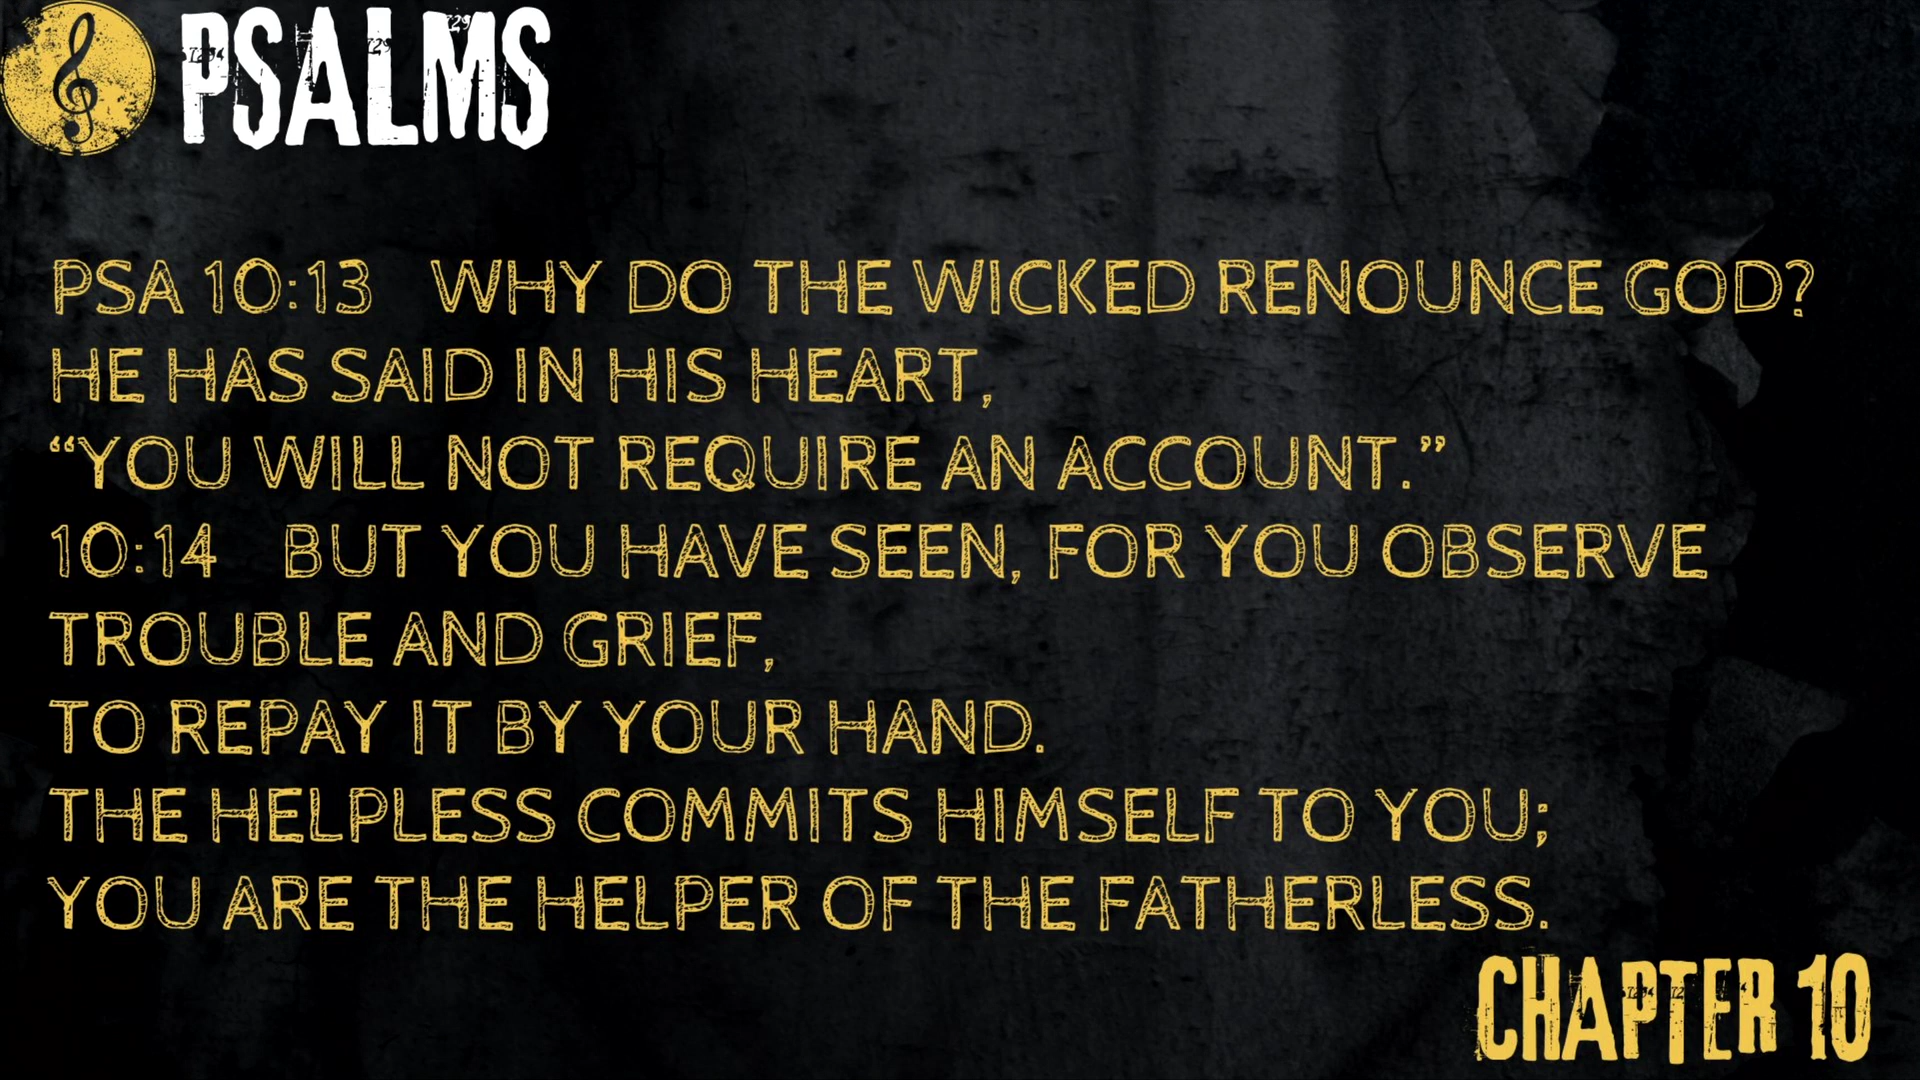 PSALMS
PSA 10:13 WHY DO THE WICKED RENOUNCE GOD?
HE HAS SAID IN HIS HEART,
“YOU WILL NOT REQUIRE AN ACCOUNT.”
10:14 BUT YOU HAVE SEEN, FOR YOU OBSERVE
TROUBLE AND GRIEF,
TO REPAY IT BY YOUR HAND.
THE HELPLESS COMMITS HIMSELF TO YOU;
YOU ARE THE HELPER OF THE FATHERLESS.
CHAPTER 10